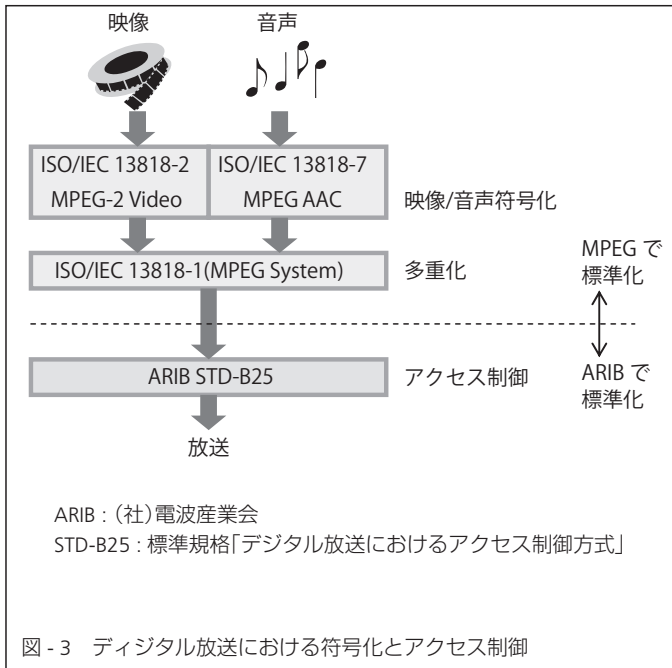 映像
音声
ISO/IEC 13818-2
MPEG-2 Video
ISO/IEC 13818-7
MPEG AAC
映像/音声符号化
ISO/IEC 13818-1(MPEG System)
多重化
MPEG で
標準化
ARIB STD-B25
アクセス制御
ARIB で
標準化
放送
ARIB : (社)電波産業会
STD-B25 : 標準規格「デジタル放送におけるアクセス制御方式」
図 - 3 ディジタル放送における符号化とアクセス制御